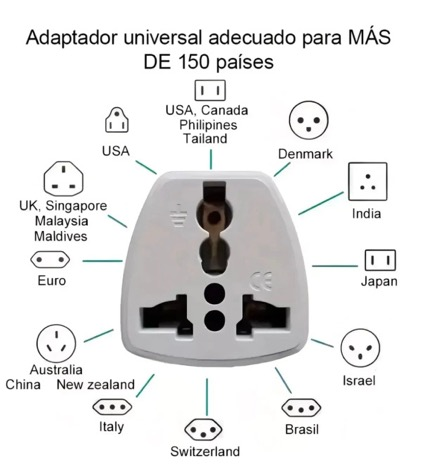 Adaptador universal adecuado para MÁS
DE 150 países
USA, Canada
Philipines
Tailand
USA
Denmark
UK, Singapore
Malaysia
Maldives
India
Euro
CE
Japan
Australia
China New zealand
Israel
Italy
Brasil
Switzerland